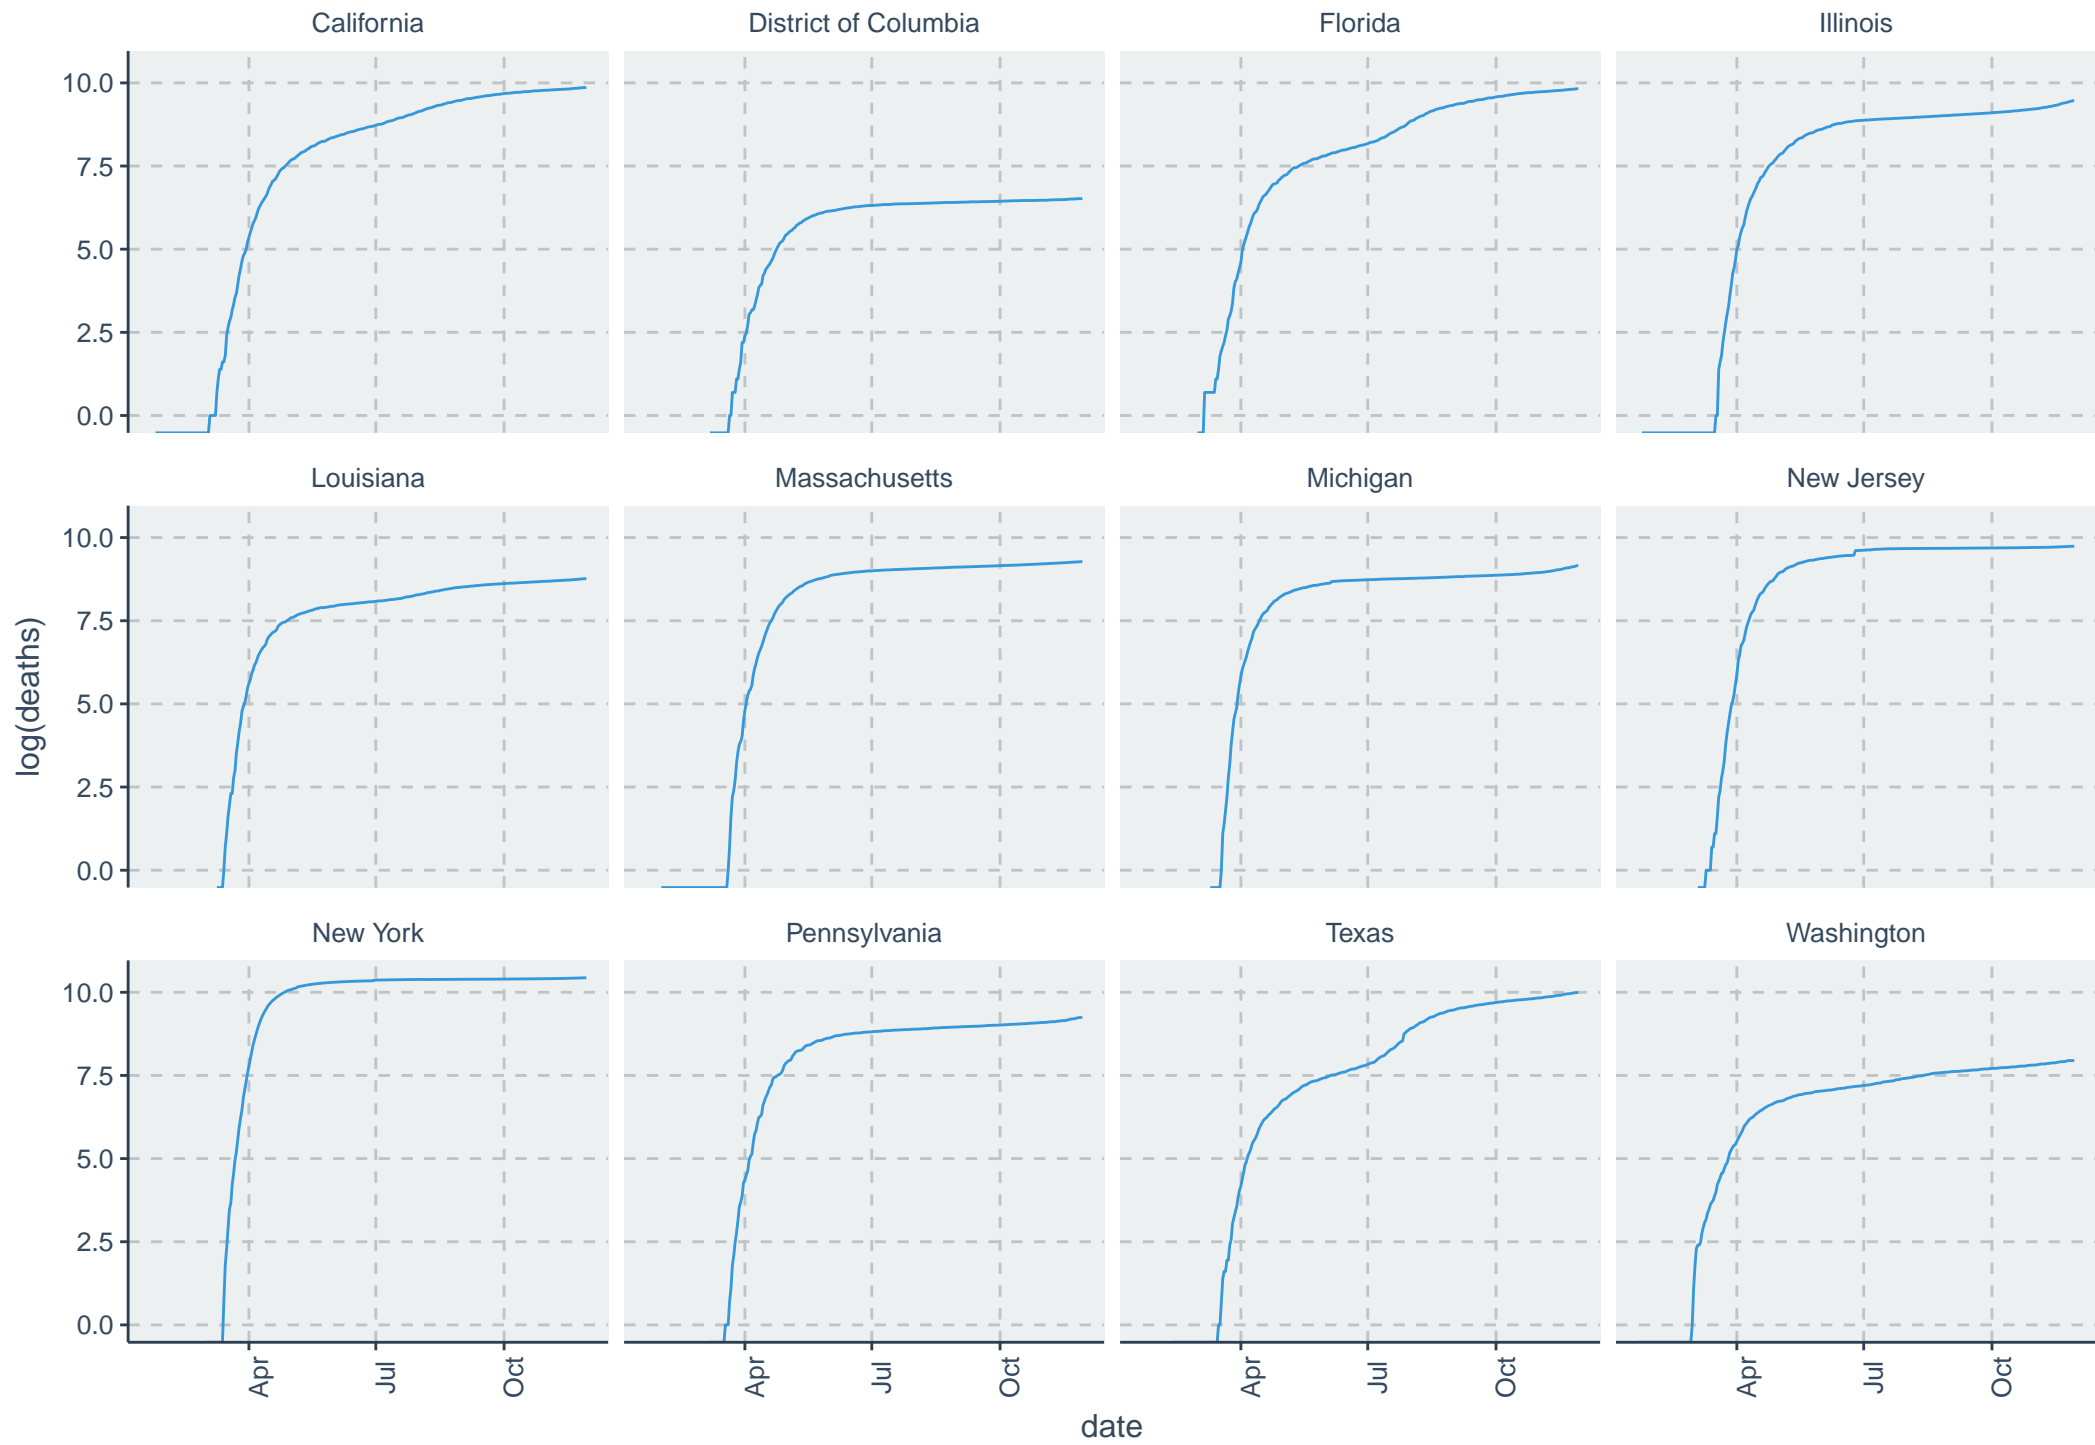 California
District of Columbia
Florida
Illinois
10.0
7.5
5.0
2.5
0.0
Louisiana
Massachusetts
Michigan
New Jersey
10.0
7.5
5.0
2.5
0.0
log(deaths)
New York
Pennsylvania
Texas
Washington
10.0
7.5
5.0
2.5
0.0
Apr
Jul
Oct
Apr
Jul
Oct
Apr
Jul
Oct
Apr
Jul
Oct
date